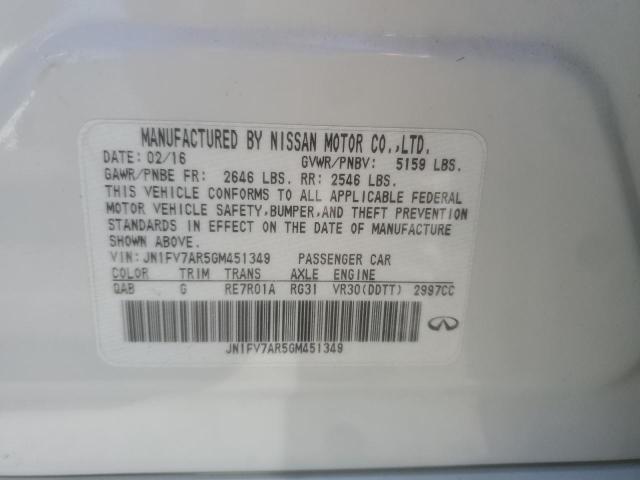 MANUFACTURED BY NISSAN MOTOR CO.,LTD.
DATE: 02/16 GVWR/PNBV: 5159 LBS.
GAWR/PNBE FR: 2646 LBS. RR: 2546 LBS.
THIS VEHICLE CONFORMS TO ALL APPLICABLE FEDERAL
MOTOR VEHICLE SAFETY,BUMPER,AND THEFT PREVENTION
STANDARDS IN EFFECT ON THE DATE OF MANUFACTURE
SHOWN ABOVE.
VIN: JN1FV7AR5GM451349 PASSENGER CAR
COLOR TRIM TRANS AXLE ENGINE
QAB G RE7R01A RG31 VR30(DDTT) 2997CC
JN1FV7AR5GM451349